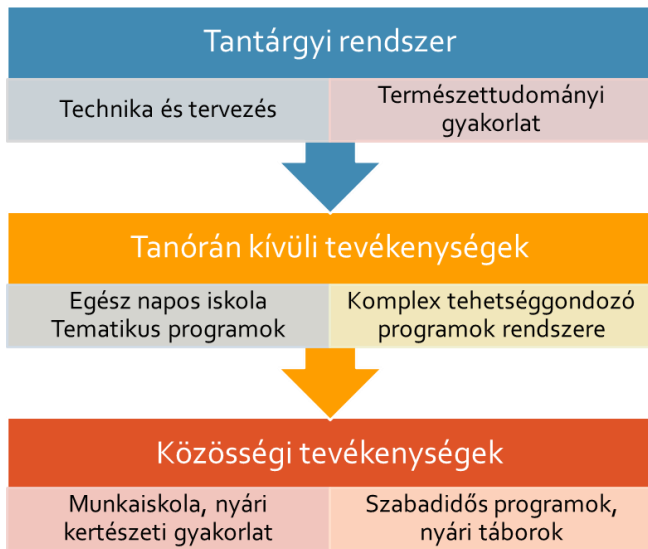 Tantárgyi rendszer
Technika és tervezés
Természettudományi
gyakorlat
Tanórán kívüli tevékenységek
Egész napos iskola
Tematikus programok
Komplex tehetséggondozó
programok rendszere
Közösségi tevékenységek
Munkaiskola, nyári
kertészeti gyakorlat
Szabadidős programok,
nyári táborok